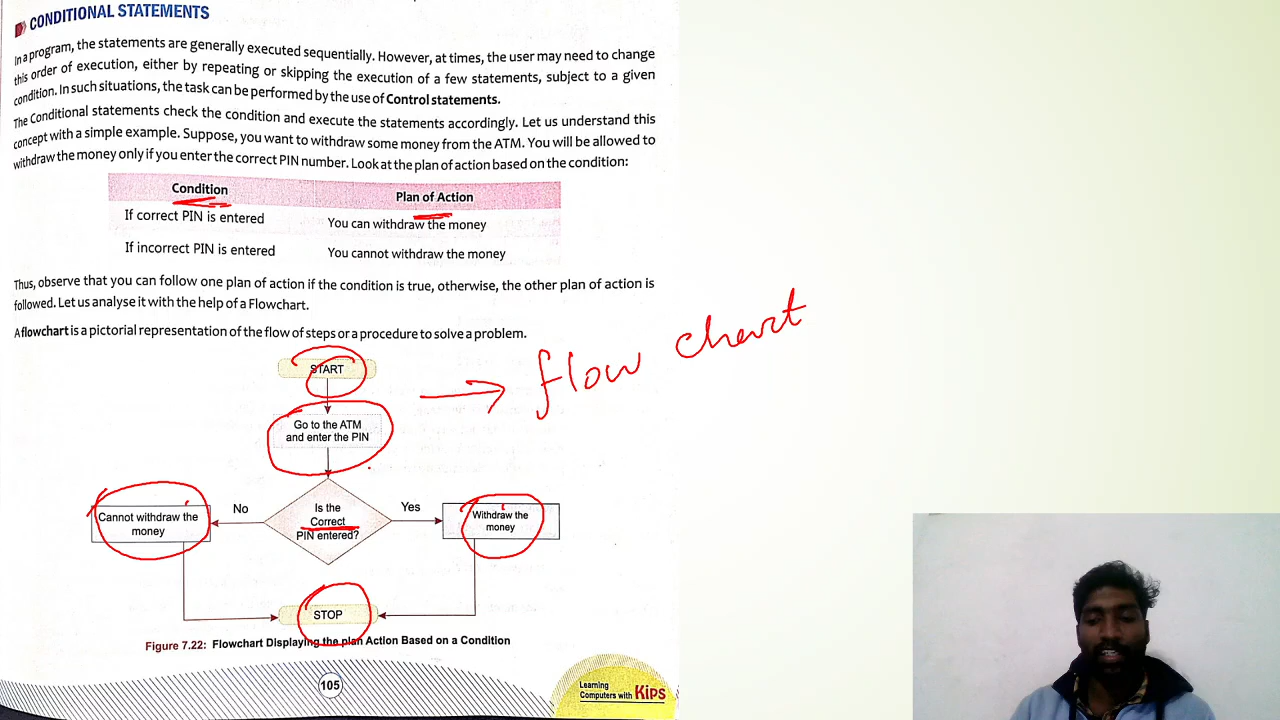 CONDITIONAL STATEMENTS
In a program, the statements are generally executed sequentially. However, at times, the user may need to change
this order of execution, either by repeating or skipping the execution of a few statements, subject to a given
condition. In such situations, the task can be performed by the use of Control statements.
The Conditional statements check the condition and execute the statements accordingly. Let us understand this
concept with a simple example. Suppose, you want to withdraw some money from the ATM. You will be allowed to
withdraw the money only if you enter the correct PIN number. Look at the plan of action based on the condition:
Condition Plan of Action
If correct PIN is entered You can withdraw the money
If incorrect PIN is entered You cannot withdraw the money
Thus, observe that you can follow one plan of action if the condition is true, otherwise, the other plan of action is
followed. Let us analyse it with the help of a Flowchart.
A flowchart is a pictorial representation of the flow of steps or a procedure to solve a problem.
START
flow chart
Go to the ATM
and enter the PIN
No
Is the
Correct
PIN entered?
Yes
Cannot withdraw the
money
Withdraw the
money
STOP
Figure 7.22: Flowchart Displaying the plan Action Based on a Condition
105
Learning
Computers with Kips